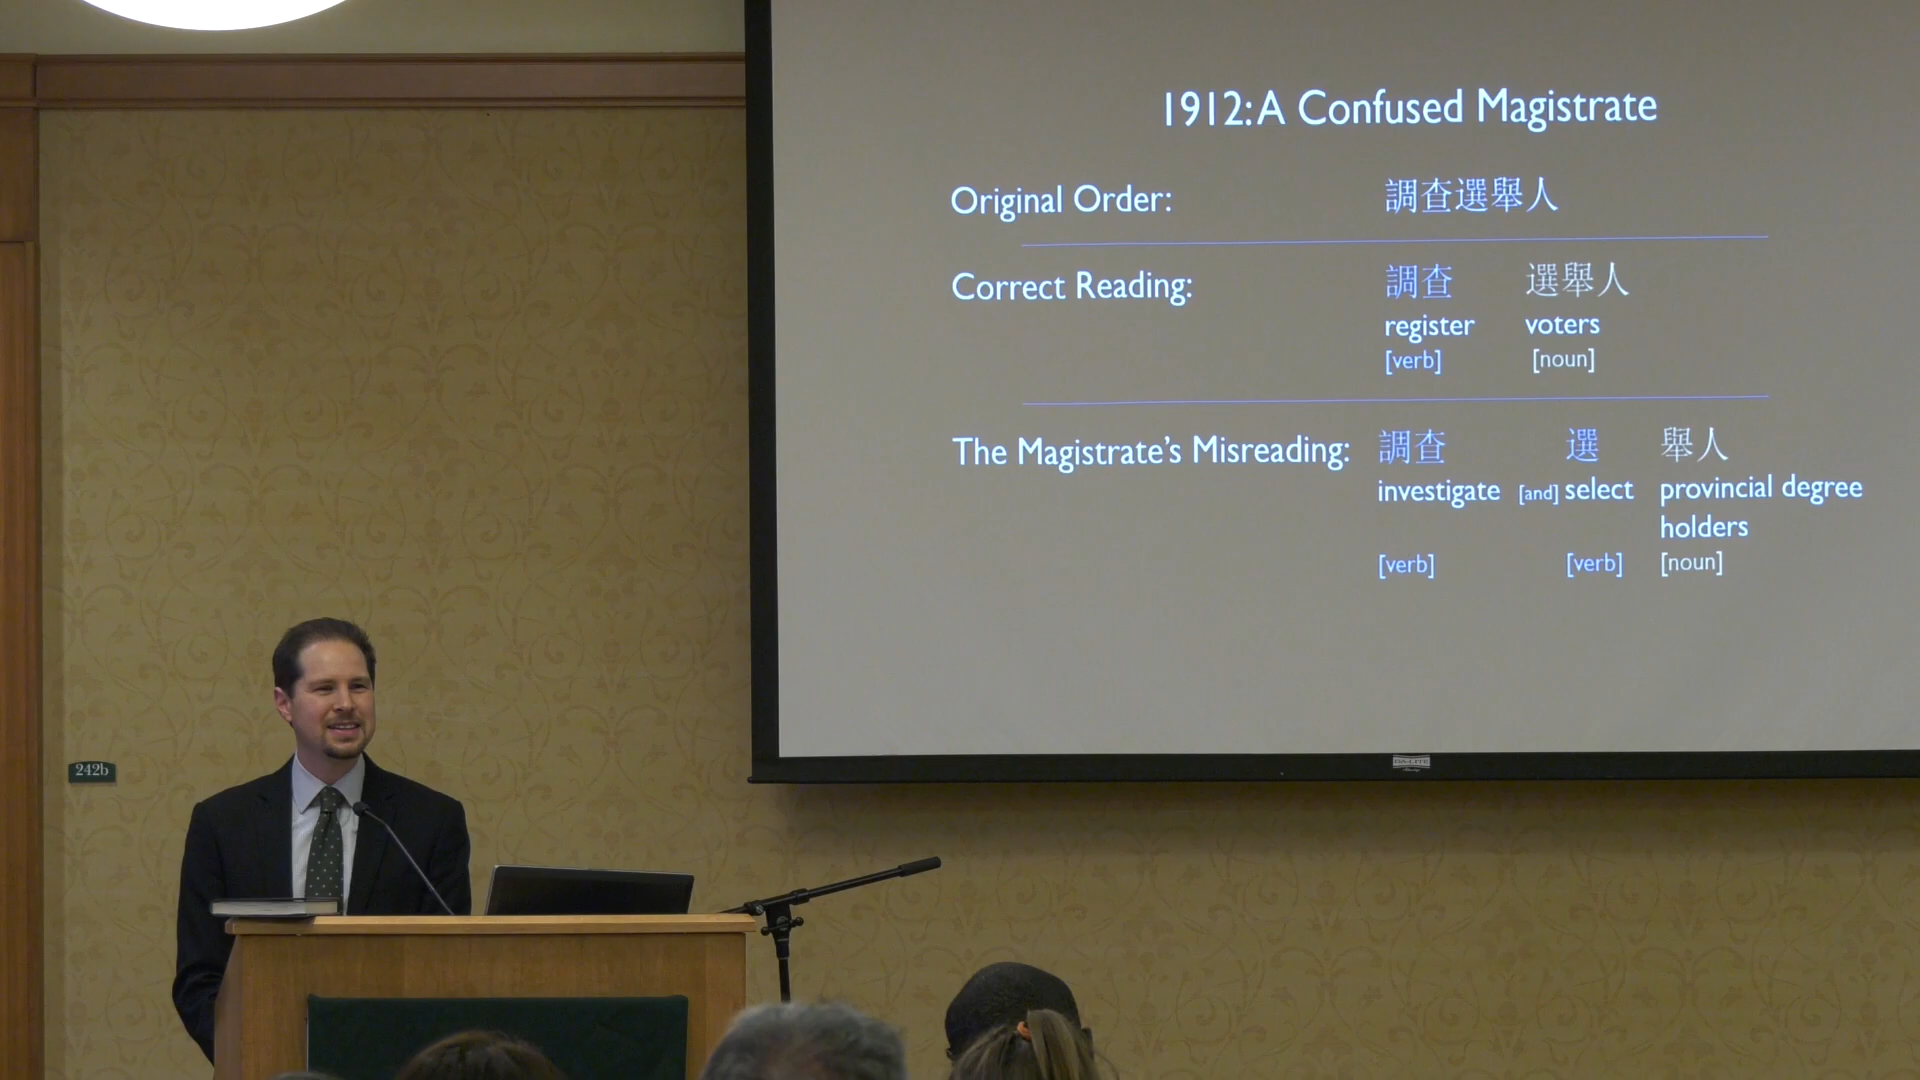 1912: A Confused Magistrate
Original Order: 調查選舉人
Correct Reading: 調查 選舉人
register voters
[verb] [noun]
The Magistrate's Misreading: 調查 選 舉人
investigate [and] select provincial degree
holders
[verb] [verb] [noun]
242b
DA-LITE